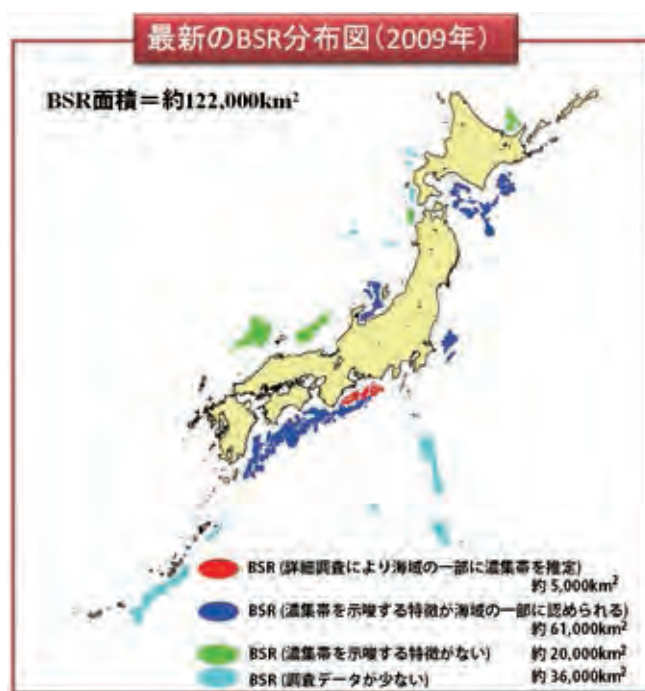 最新のBSR分布図(2009年)
BSR面積=約122,000km²
BSR (詳細調査により海域の一部に濃集帯を推定)
約 5,000km²
BSR (濃集帯を示唆する特徴が海域の一部に認められる)
約 61,000km²
BSR (濃集帯を示唆する特徴がない) 約 20,000km²
BSR (調査データが少ない) 約 36,000km²